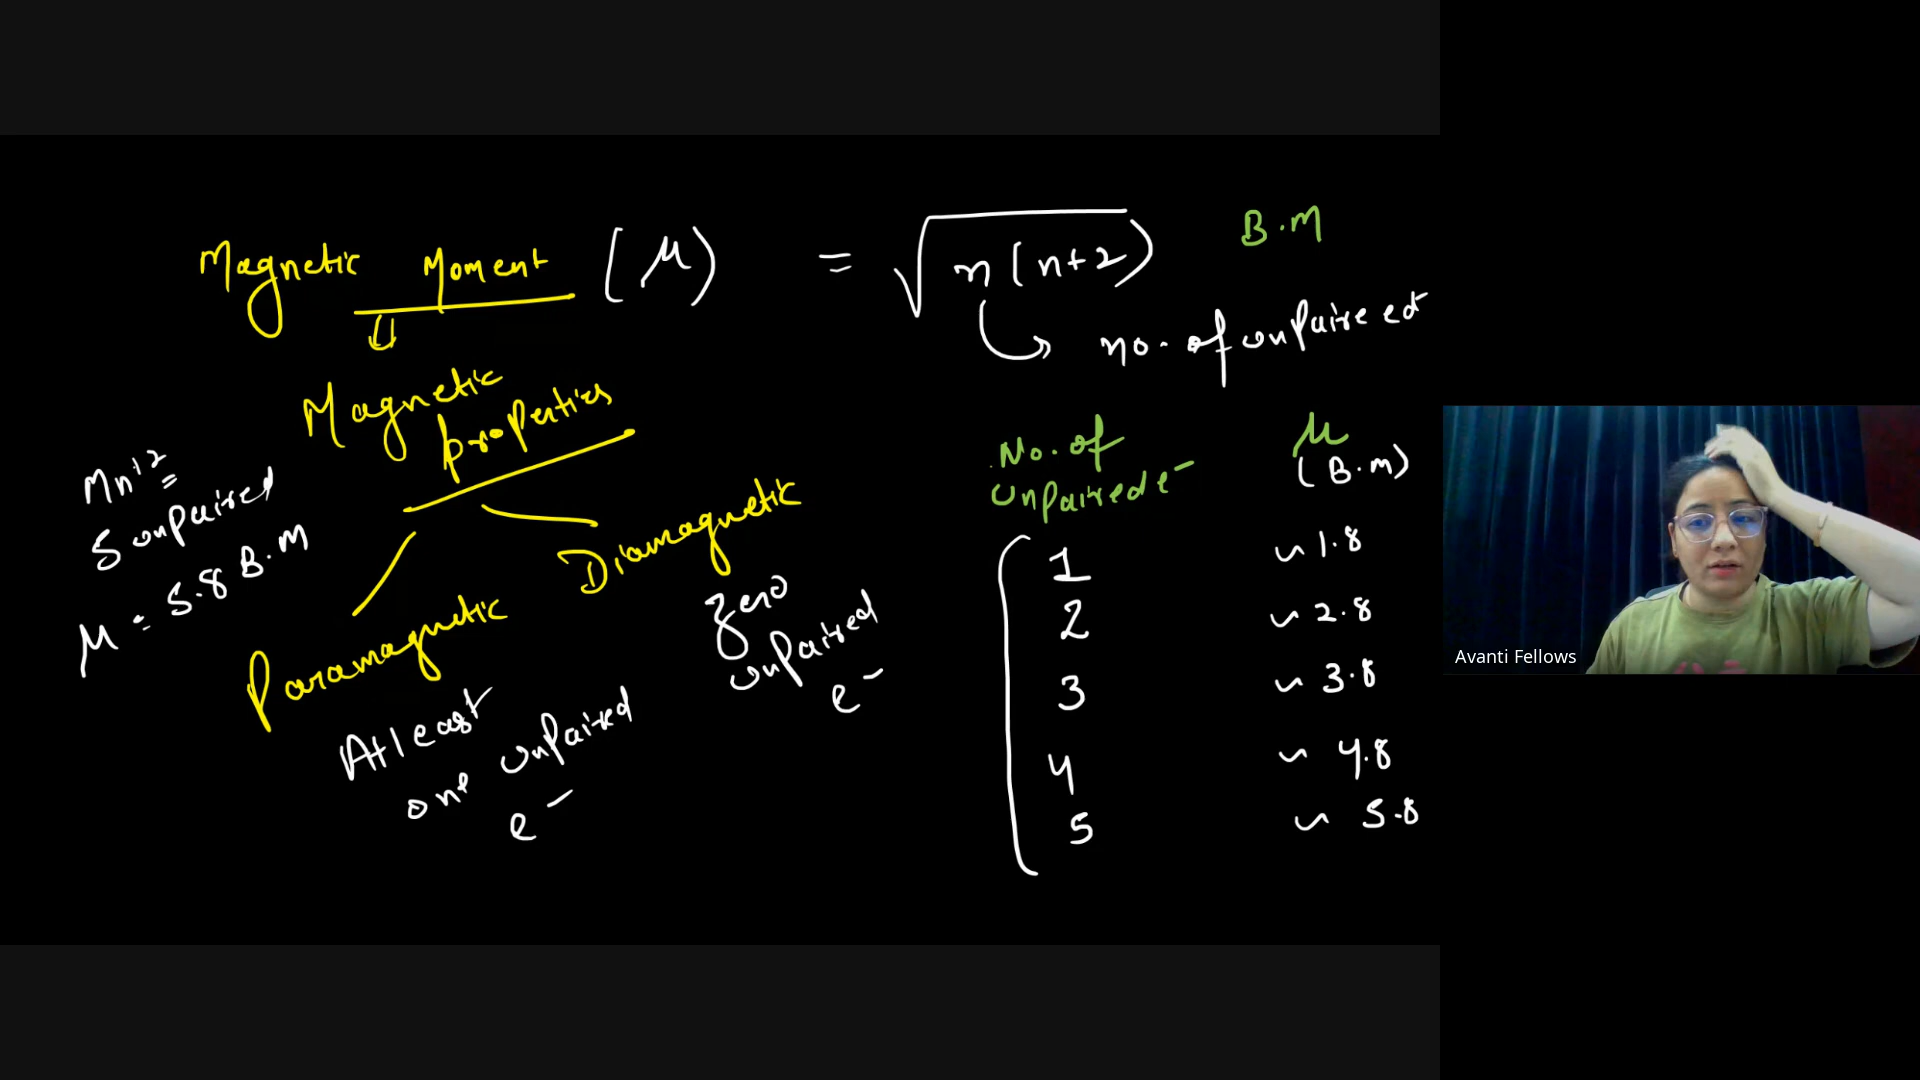 Magnetic Moment (μ) = √n(n+2) B.M
no. of unpaired e⁻
Magnetic
properties
Mn⁺² =
5 unpaired
μ = 5.8 B.M
Diamagnetic
zero
unpaired
e⁻
Paramagnetic
Atleast
one unpaired
e⁻
No. of
Unpaired e⁻
μ
(B.M)
1 ~ 1.8
2 ~ 2.8
3 ~ 3.8
4 ~ 4.8
5 ~ 5.8
Avanti Fellows